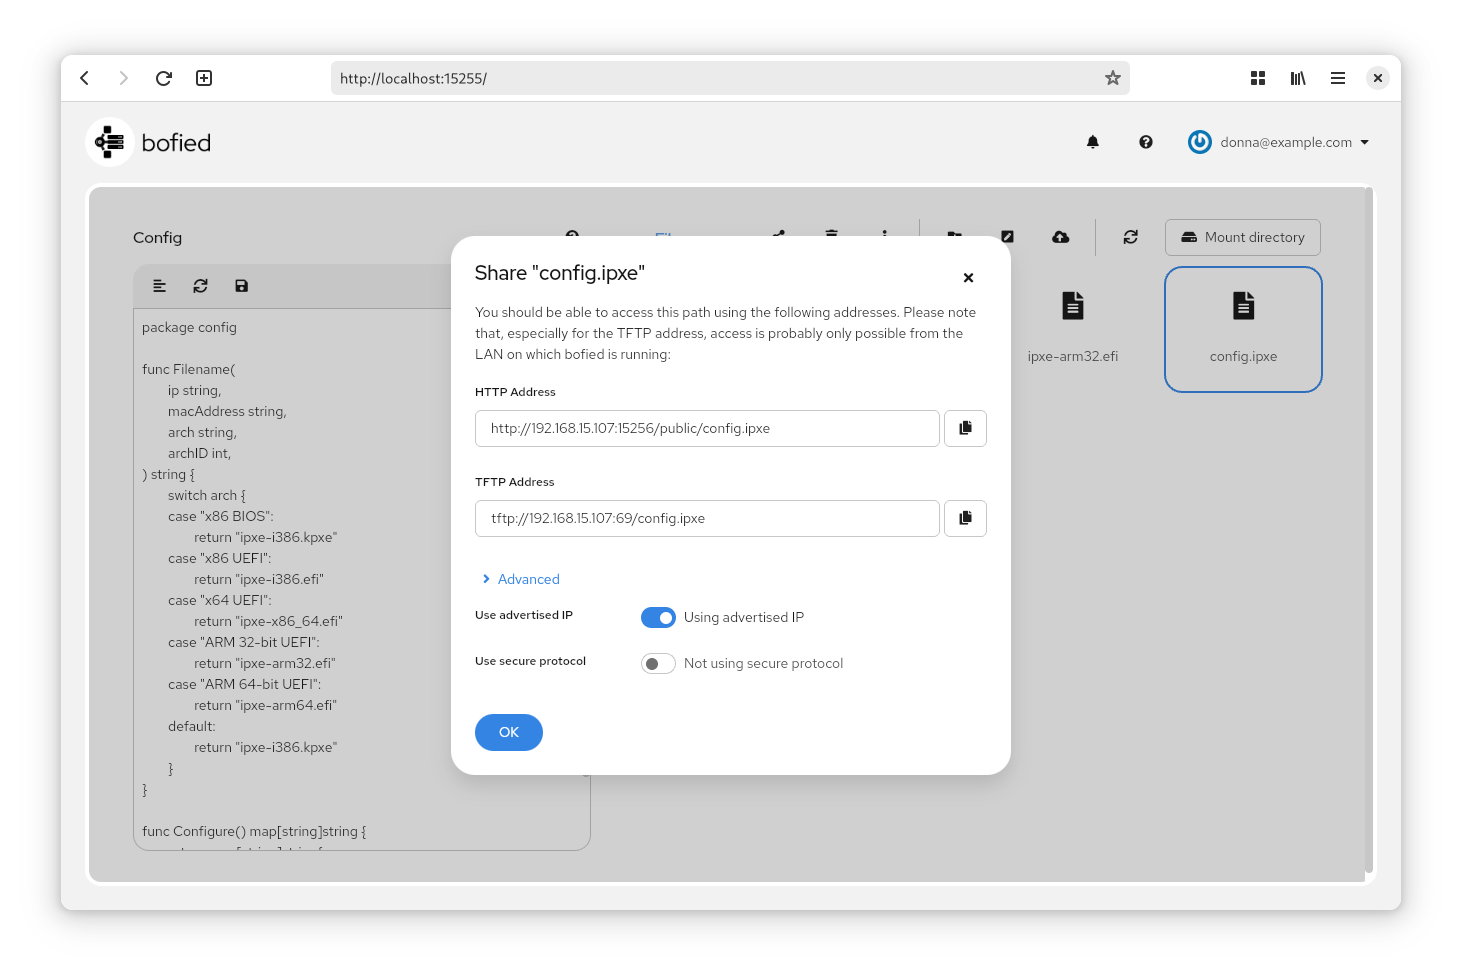 http://localhost:15255/
bofied
donna@example.com
Config
Mount directory
package config
func Filename(
ip string,
macAddress string,
arch string,
archID int,
) string {
switch arch {
case "x86 BIOS":
return "ipxe-i386.kpxe"
case "x86 UEFI":
return "ipxe-i386.efi"
case "x64 UEFI":
return "ipxe-x86_64.efi"
case "ARM 32-bit UEFI":
return "ipxe-arm32.efi"
case "ARM 64-bit UEFI":
return "ipxe-arm64.efi"
default:
return "ipxe-i386.kpxe"
}
}
func Configure() map[string]string {
Share "config.ipxe"
You should be able to access this path using the following addresses. Please note
that, especially for the TFTP address, access is probably only possible from the
LAN on which bofied is running:
HTTP Address
http://192.168.15.107:15256/public/config.ipxe
TFTP Address
tftp://192.168.15.107:69/config.ipxe
Advanced
Use advertised IP
Using advertised IP
Use secure protocol
Not using secure protocol
OK
ipxe-arm32.efi
config.ipxe